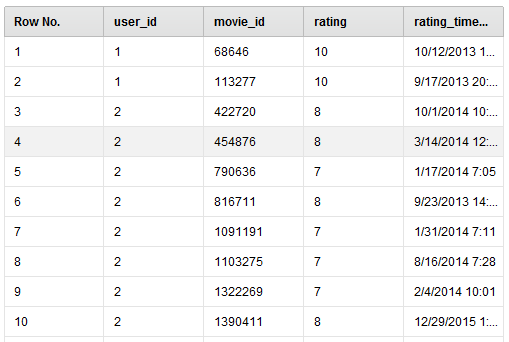 Row No. user_id movie_id rating rating_time...
1 1 68646 10 10/12/2013 1...
2 1 113277 10 9/17/2013 20:...
3 2 422720 8 10/1/2014 10:...
4 2 454876 8 3/14/2014 12:...
5 2 790636 7 1/17/2014 7:05
6 2 816711 8 9/23/2013 14:...
7 2 1091191 7 1/31/2014 7:11
8 2 1103275 7 8/16/2014 7:28
9 2 1322269 7 2/4/2014 10:01
10 2 1390411 8 12/29/2015 1:...